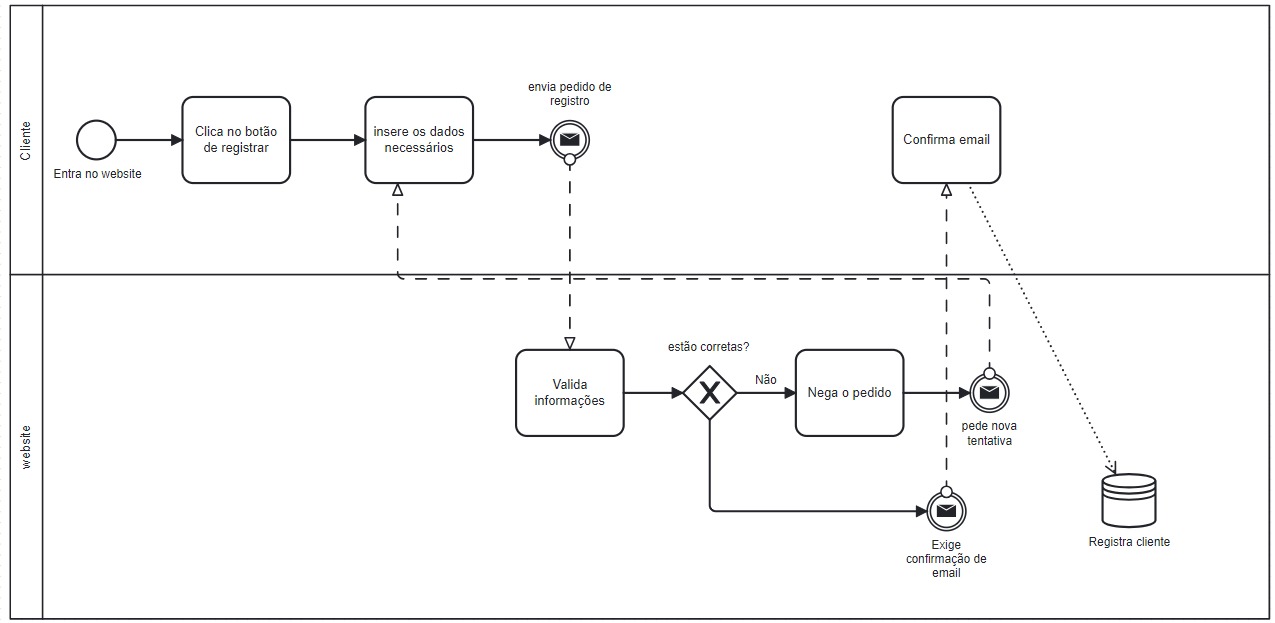 Cliente
Entra no website
Clica no botão
de registrar
insere os dados
necessários
envia pedido de
registro
Confirma email
website
Valida
informações
estão corretas?
Não
Nega o pedido
pede nova
tentativa
Exige
confirmação de
email
Registra cliente